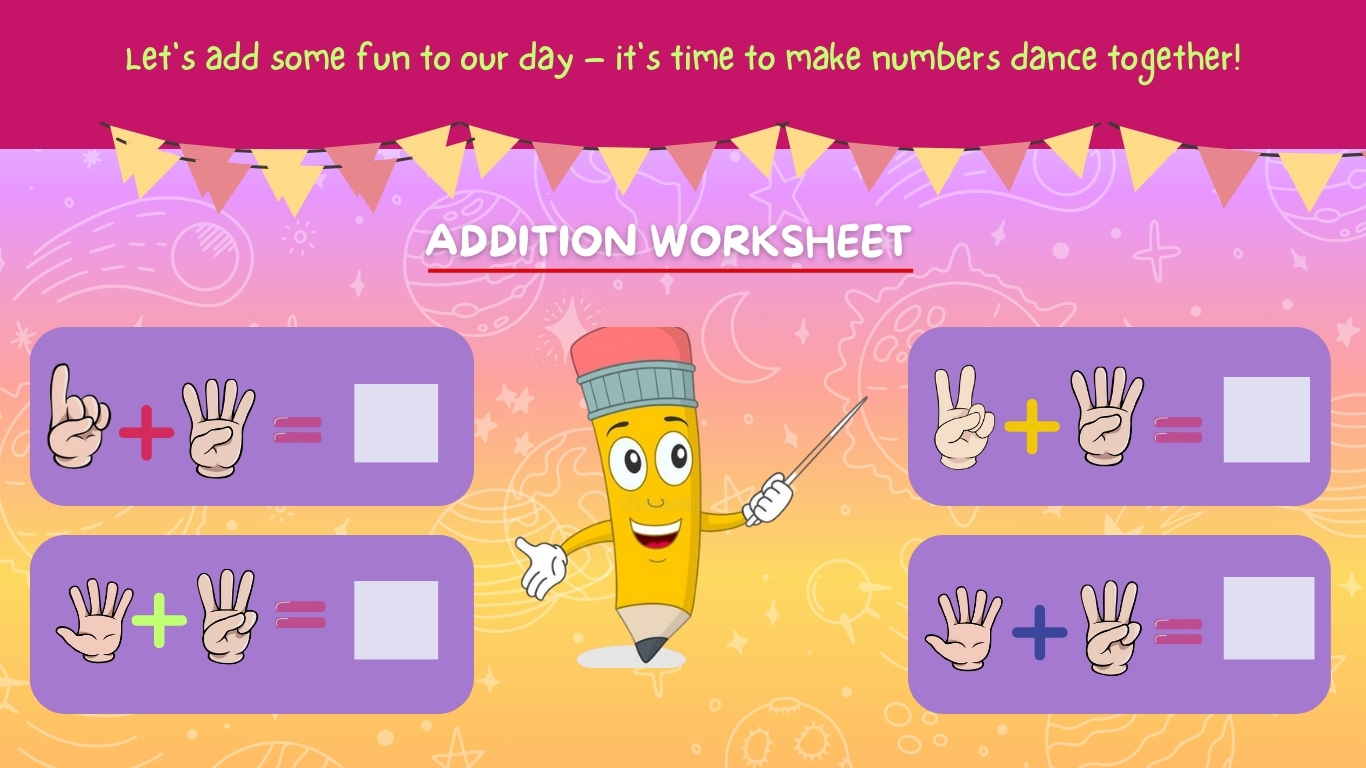 Let's add some fun to our day – it's time to make numbers dance together!
ADDITION WORKSHEET
+ =
+ =
+ =
+ =